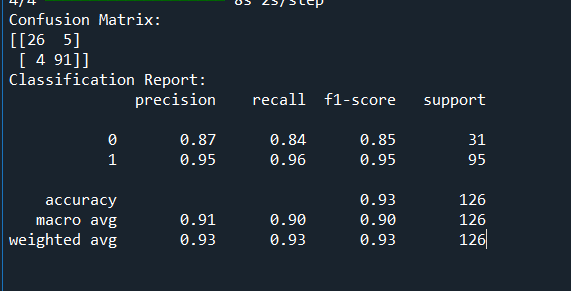 4/4 8s 2s/step
Confusion Matrix:
[[26  5]
 [ 4 91]]
Classification Report:
              precision    recall  f1-score   support

           0       0.87      0.84      0.85        31
           1       0.95      0.96      0.95        95

    accuracy                           0.93       126
   macro avg       0.91      0.90      0.90       126
weighted avg       0.93      0.93      0.93       126